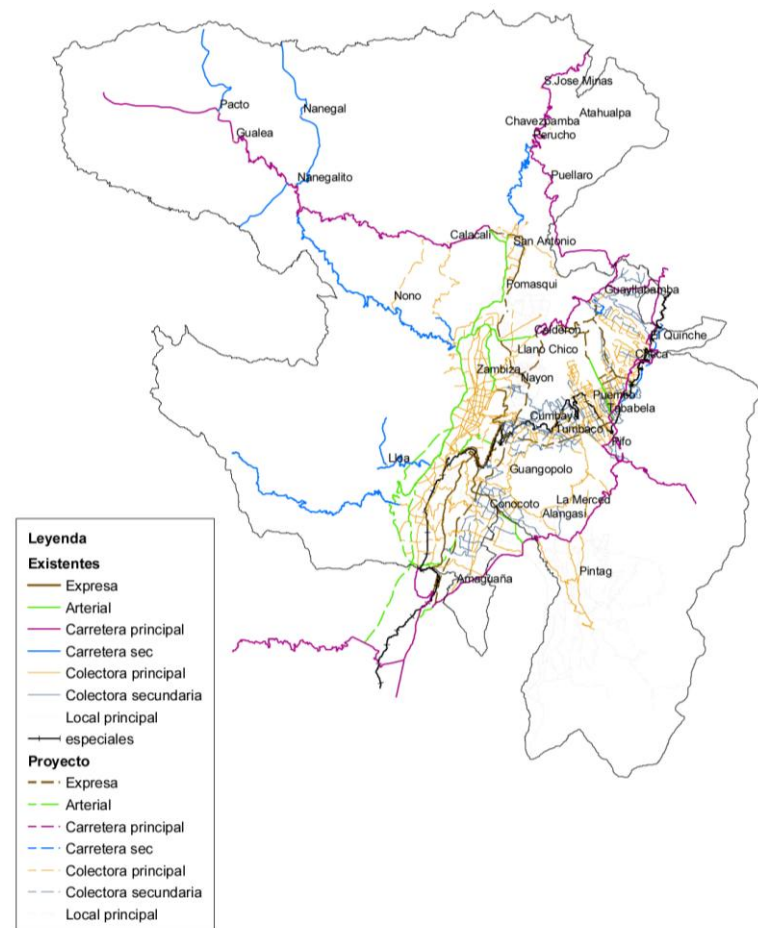 S.Jose Minas
Pacto
Nanegal
Atahualpa
Chavezpamba
Perucho
Gualea
Nanegalito
Puellaro
Calacali
San Antonio
Pomasqui
Nono
Guayllabamba
Calderon
El Quinche
Llano Chico
Checa
Zambiza
Nayon
Puembo
Tababela
Cumbaya
Tumbaco
Pifo
Lloa
Guangopolo
Conocoto
La Merced
Alangasi
Amaguaña
Pintag
Leyenda
Existentes
Expresa
Arterial
Carretera principal
Carretera sec
Colectora principal
Colectora secundaria
Local principal
especiales
Proyecto
Expresa
Arterial
Carretera principal
Carretera sec
Colectora principal
Colectora secundaria
Local principal